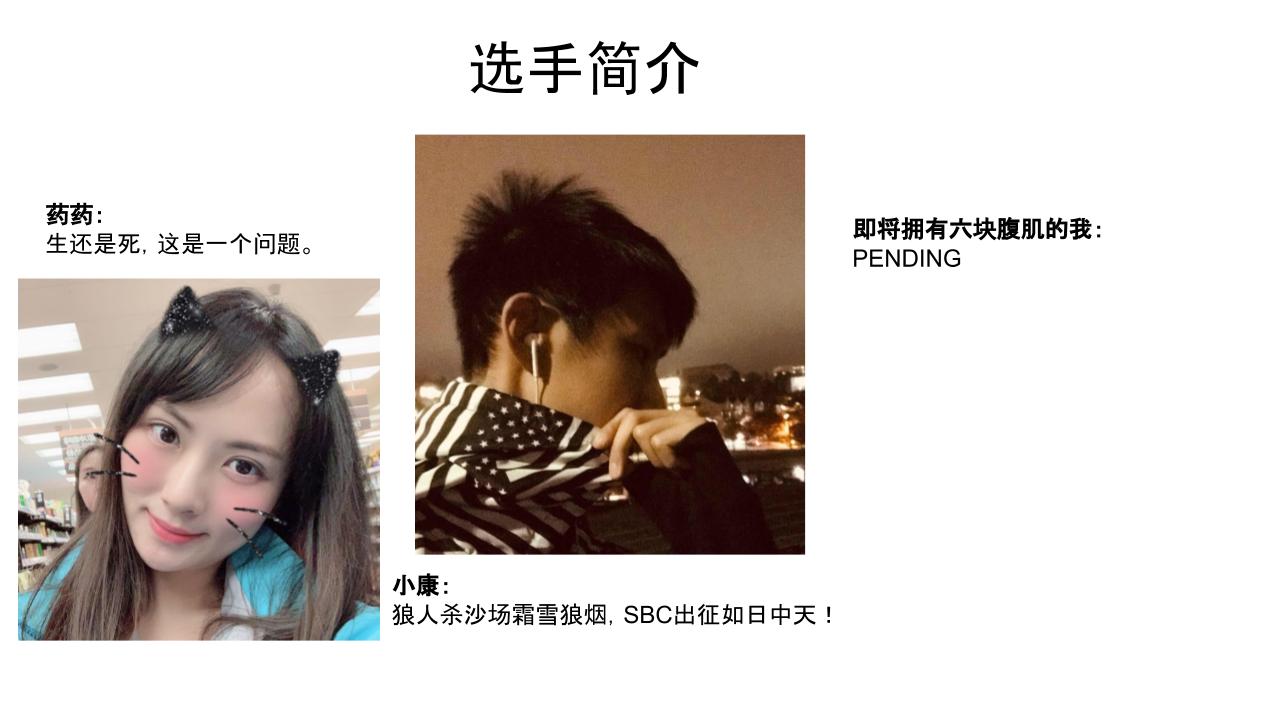 选手简介
药药：
生还是死，这是一个问题。
小康：
狼人杀沙场霜雪狼烟，SBC出征如日中天！
即将拥有六块腹肌的我：
PENDING